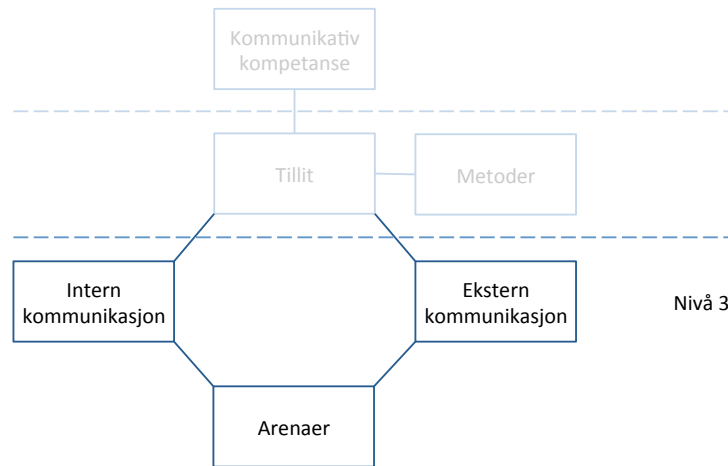 Kommunikativ
kompetanse
Tillit
Metoder
Intern
kommunikasjon
Ekstern
kommunikasjon
Nivå 3
Arenaer